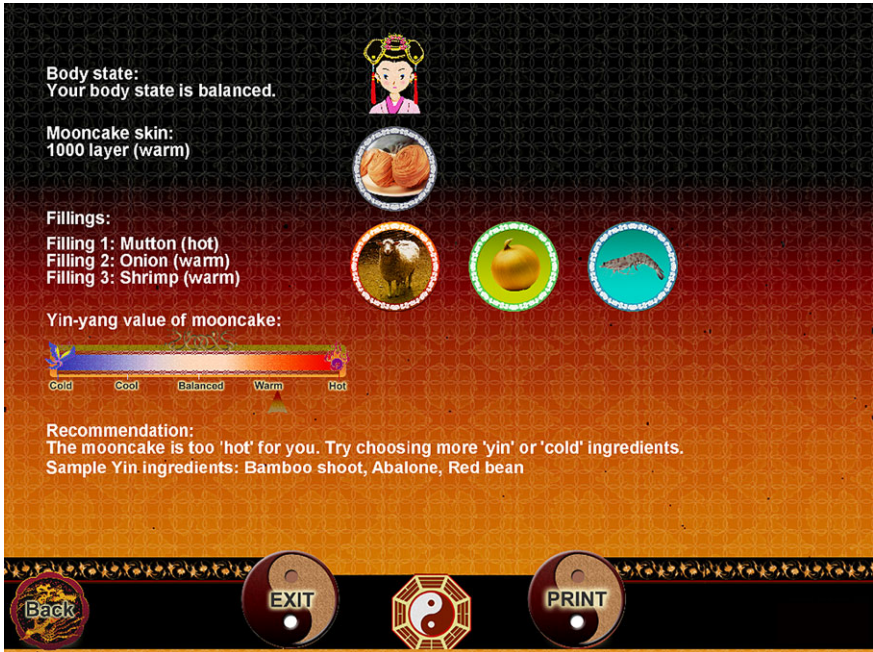 Body state:
Your body state is balanced.
Mooncake skin:
1000 layer (warm)
Fillings:
Filling 1: Mutton (hot)
Filling 2: Onion (warm)
Filling 3: Shrimp (warm)
Yin-yang value of mooncake:
Cold Cool Balanced Warm Hot
Recommendation:
The mooncake is too 'hot' for you. Try choosing more 'yin' or 'cold' ingredients.
Sample Yin ingredients: Bamboo shoot, Abalone, Red bean
Back EXIT PRINT